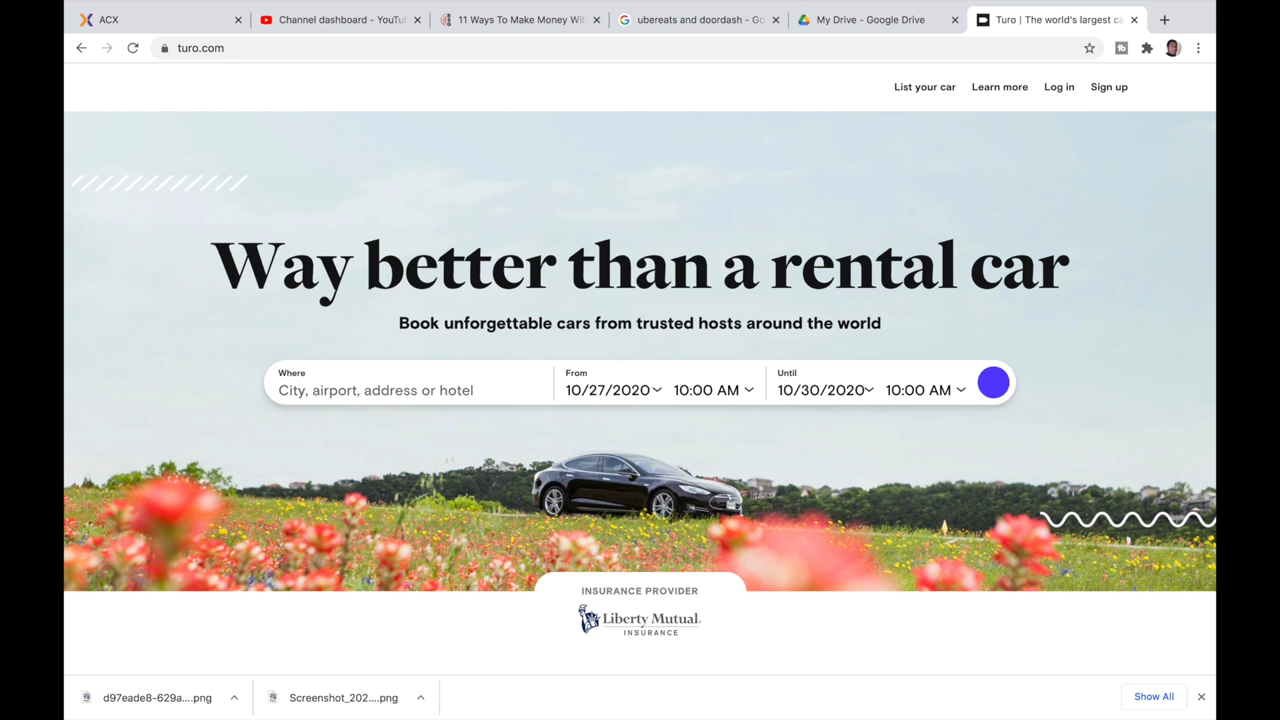 ACX
Channel dashboard - YouTu
11 Ways To Make Money Wit
ubereats and doordash - Go
My Drive - Google Drive
Turo | The world's largest ca
turo.com
List your car
Learn more
Log in
Sign up
Way better than a rental car
Book unforgettable cars from trusted hosts around the world
Where
City, airport, address or hotel
From
10/27/2020 10:00 AM
Until
10/30/2020 10:00 AM
INSURANCE PROVIDER
Liberty Mutual.
INSURANCE
d97eade8-629a....png
Screenshot_202....png
Show All